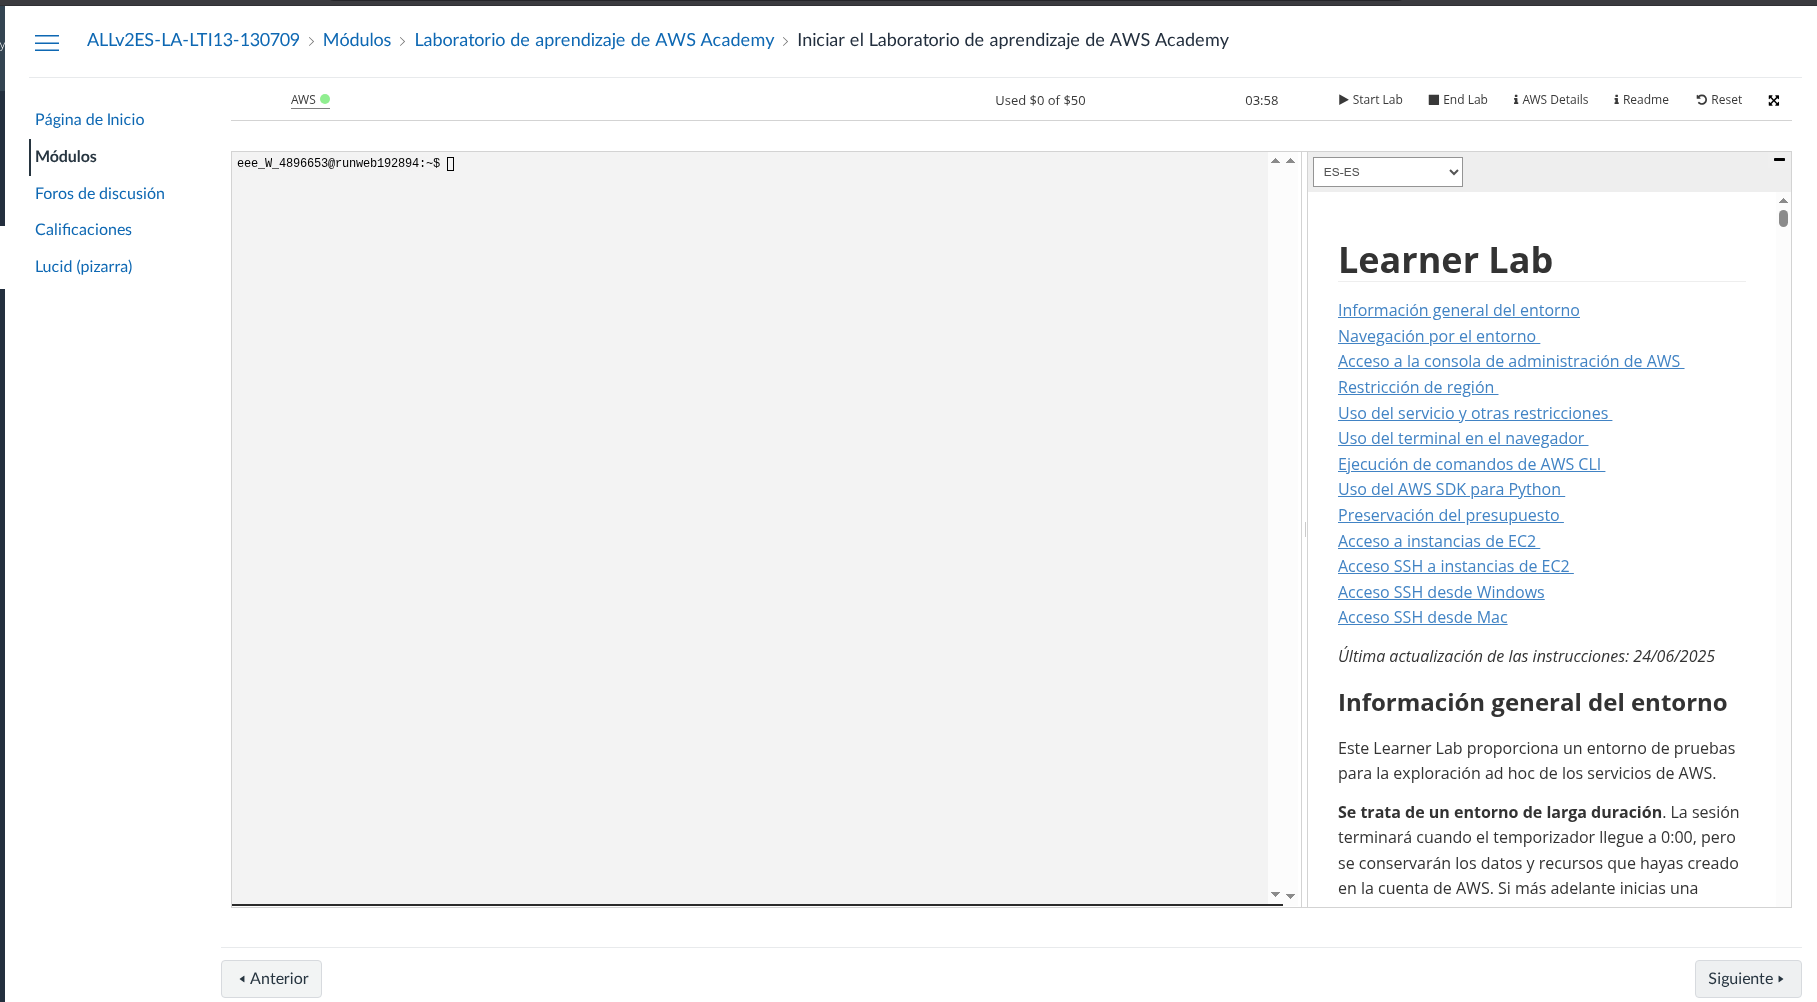 ALLv2ES-LA-LTI13-130709 › Módulos › Laboratorio de aprendizaje de AWS Academy › Iniciar el Laboratorio de aprendizaje de AWS Academy
Página de Inicio
Módulos
Foros de discusión
Calificaciones
Lucid (pizarra)
AWS Used $0 of $50 03:58 Start Lab End Lab AWS Details Readme Reset
eee_W_4896653@runweb192894:~$
ES-ES
Learner Lab
Información general del entorno
Navegación por el entorno
Acceso a la consola de administración de AWS
Restricción de región
Uso del servicio y otras restricciones
Uso del terminal en el navegador
Ejecución de comandos de AWS CLI
Uso del AWS SDK para Python
Preservación del presupuesto
Acceso a instancias de EC2
Acceso SSH a instancias de EC2
Acceso SSH desde Windows
Acceso SSH desde Mac
Última actualización de las instrucciones: 24/06/2025
Información general del entorno
Este Learner Lab proporciona un entorno de pruebas
para la exploración ad hoc de los servicios de AWS.
Se trata de un entorno de larga duración. La sesión
terminará cuando el temporizador llegue a 0:00, pero
se conservarán los datos y recursos que hayas creado
en la cuenta de AWS. Si más adelante inicias una
Anterior
Siguiente